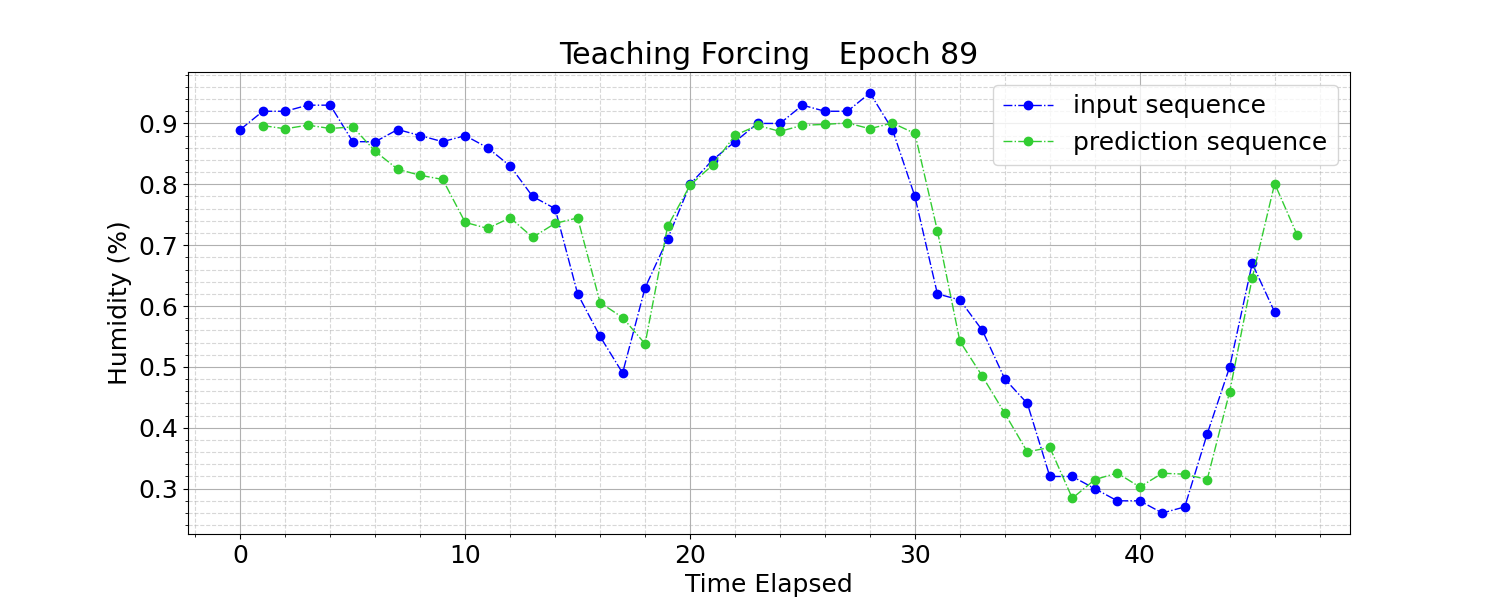 Teaching Forcing   Epoch 89
input sequence
prediction sequence
Humidity (%)
0.9
0.8
0.7
0.6
0.5
0.4
0.3
0 10 20 30 40
Time Elapsed